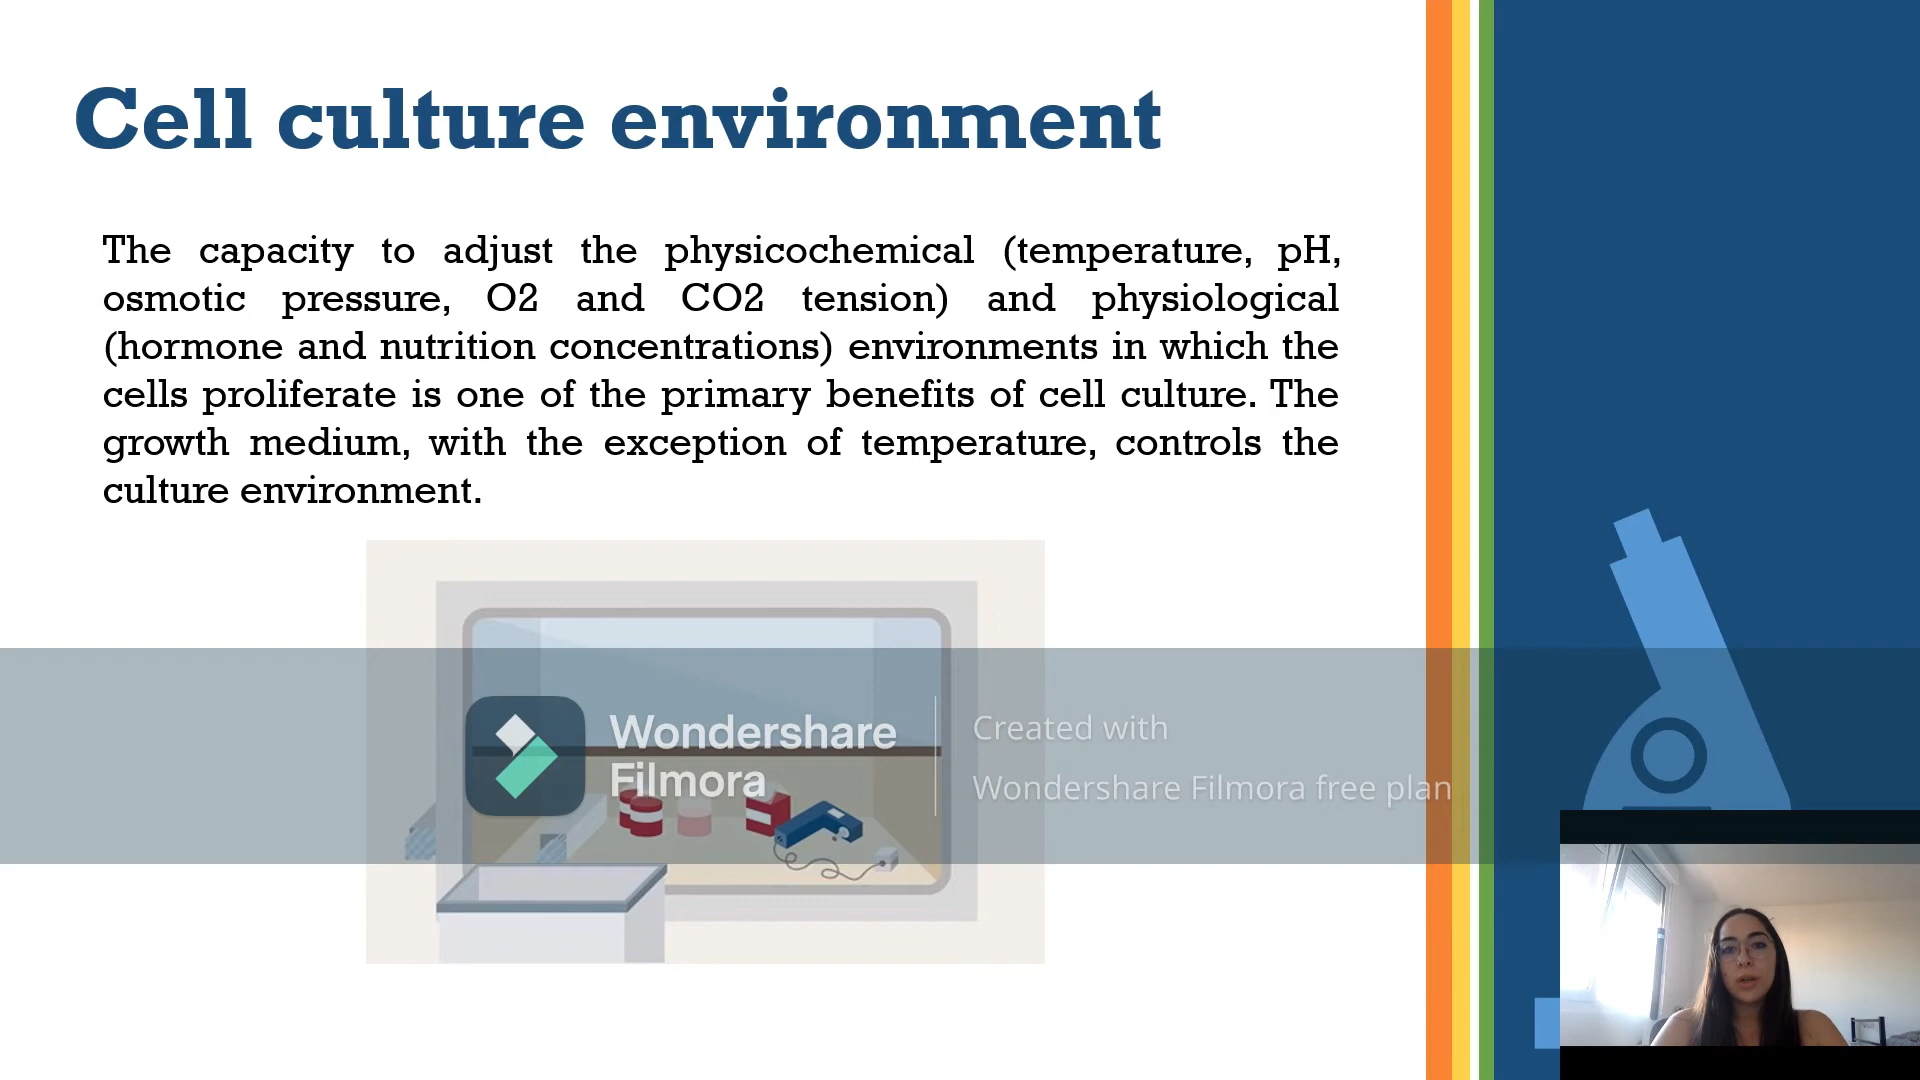 Cell culture environment
The capacity to adjust the physicochemical (temperature, pH,
osmotic pressure, O2 and CO2 tension) and physiological
(hormone and nutrition concentrations) environments in which the
cells proliferate is one of the primary benefits of cell culture. The
growth medium, with the exception of temperature, controls the
culture environment.
Wondershare
Filmora
Created with
Wondershare Filmora free plan